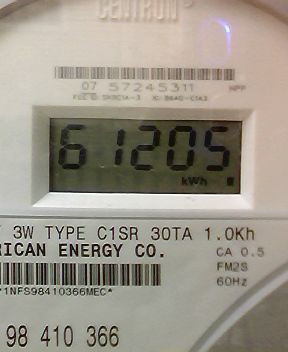 CENTRON
07 57245311 NPP
61205
kWh
3W TYPE C1SR 30TA 1.0Kh
RICAN ENERGY CO. CA 0.5
FM2S
60Hz
*1NFS98410366MEC*
98 410 366